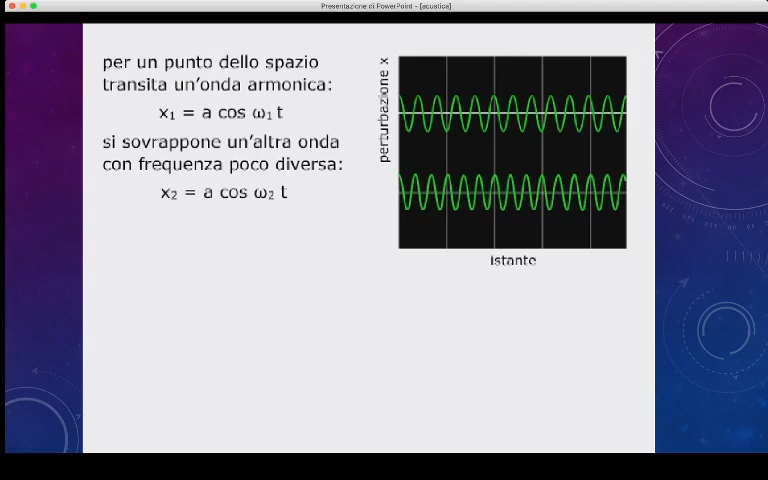 Presentazione di PowerPoint - [acustica]
per un punto dello spazio
transita un'onda armonica:
x₁ = a cos ω₁ t
si sovrappone un'altra onda
con frequenza poco diversa:
x₂ = a cos ω₂ t
perturbazione x
istante